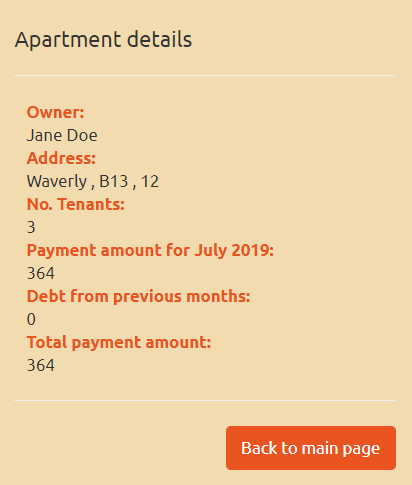 Apartment details
Owner:
Jane Doe
Address:
Waverly , B13 , 12
No. Tenants:
3
Payment amount for July 2019:
364
Debt from previous months:
0
Total payment amount:
364
Back to main page